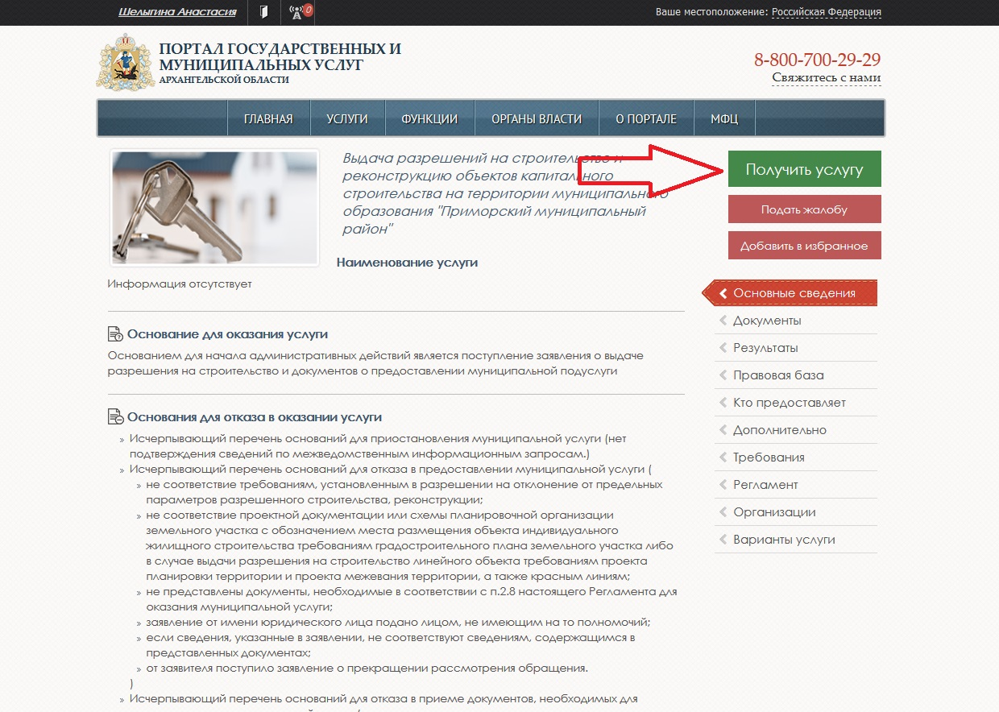 Шелыгина Анастасия
0
Ваше местоположение: Российская Федерация
ПОРТАЛ ГОСУДАРСТВЕННЫХ И
МУНИЦИПАЛЬНЫХ УСЛУГ
АРХАНГЕЛЬСКОЙ ОБЛАСТИ
8-800-700-29-29
Свяжитесь с нами
ГЛАВНАЯ УСЛУГИ ФУНКЦИИ ОРГАНЫ ВЛАСТИ О ПОРТАЛЕ МФЦ
Выдача разрешений на строительство и
реконструкцию объектов капитального
строительства на территории муниципального
образования "Приморский муниципальный
район"
Наименование услуги
Информация отсутствует
Основание для оказания услуги
Основанием для начала административных действий является поступление заявления о выдаче
разрешения на строительство и документов о предоставлении муниципальной подуслуги
Основания для отказа в оказании услуги
» Исчерпывающий перечень оснований для приостановления муниципальной услуги (нет
подтверждения сведений по межведомственным информационным запросам.)
» Исчерпывающий перечень оснований для отказа в предоставлении муниципальной услуги (
» не соответствие требованиям, установленным в разрешении на отклонение от предельных
параметров разрешенного строительства, реконструкции;
» не соответствие проектной документации или схемы планировочной организации
земельного участка с обозначением места размещения объекта индивидуального
жилищного строительства требованиям градостроительного плана земельного участка либо
в случае выдачи разрешения на строительство линейного объекта требованиям проекта
планировки территории и проекта межевания территории, а также красным линиям;
» не представлены документы, необходимые в соответствии с п.2.8 настоящего Регламента для
оказания муниципальной услуги;
» заявление от имени юридического лица подано лицом, не имеющим на то полномочий;
» если сведения, указанные в заявлении, не соответствуют сведениям, содержащимся в
представленных документах;
» от заявителя поступило заявление о прекращении рассмотрения обращения.
)
» Исчерпывающий перечень оснований для отказа в приеме документов, необходимых для
Получить услугу
Подать жалобу
Добавить в избранное
Основные сведения
Документы
Результаты
Правовая база
Кто предоставляет
Дополнительно
Требования
Регламент
Организации
Варианты услуги